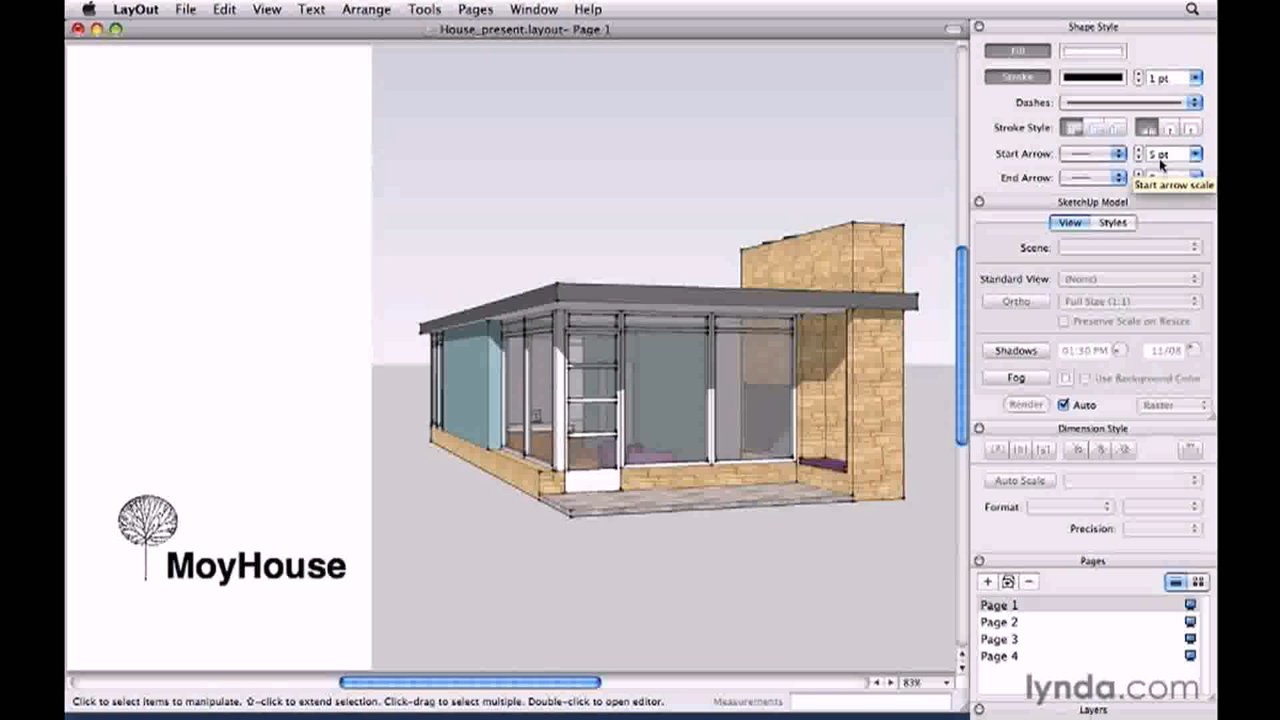 LayOut File Edit View Text Arrange Tools Pages Window Help
House_present.layout– Page 1
MoyHouse
Shape Style
Fill
Stroke 1 pt
Dashes:
Stroke Style:
Start Arrow: 5 pt
End Arrow:
Start arrow scale
SketchUp Model
View Styles
Scene:
Standard View: (None)
Ortho Full Size (1:1)
Preserve Scale on Resize
Shadows 01:30 PM 11/08
Fog Use Background Color
Render Auto Raster
Dimension Style
Auto Scale
Format:
Precision:
Pages
Page 1
Page 2
Page 3
Page 4
lynda.com
Layers
83%
Click to select items to manipulate. ⇧-click to extend selection. Click-drag to select multiple. Double-click to open editor. Measurements